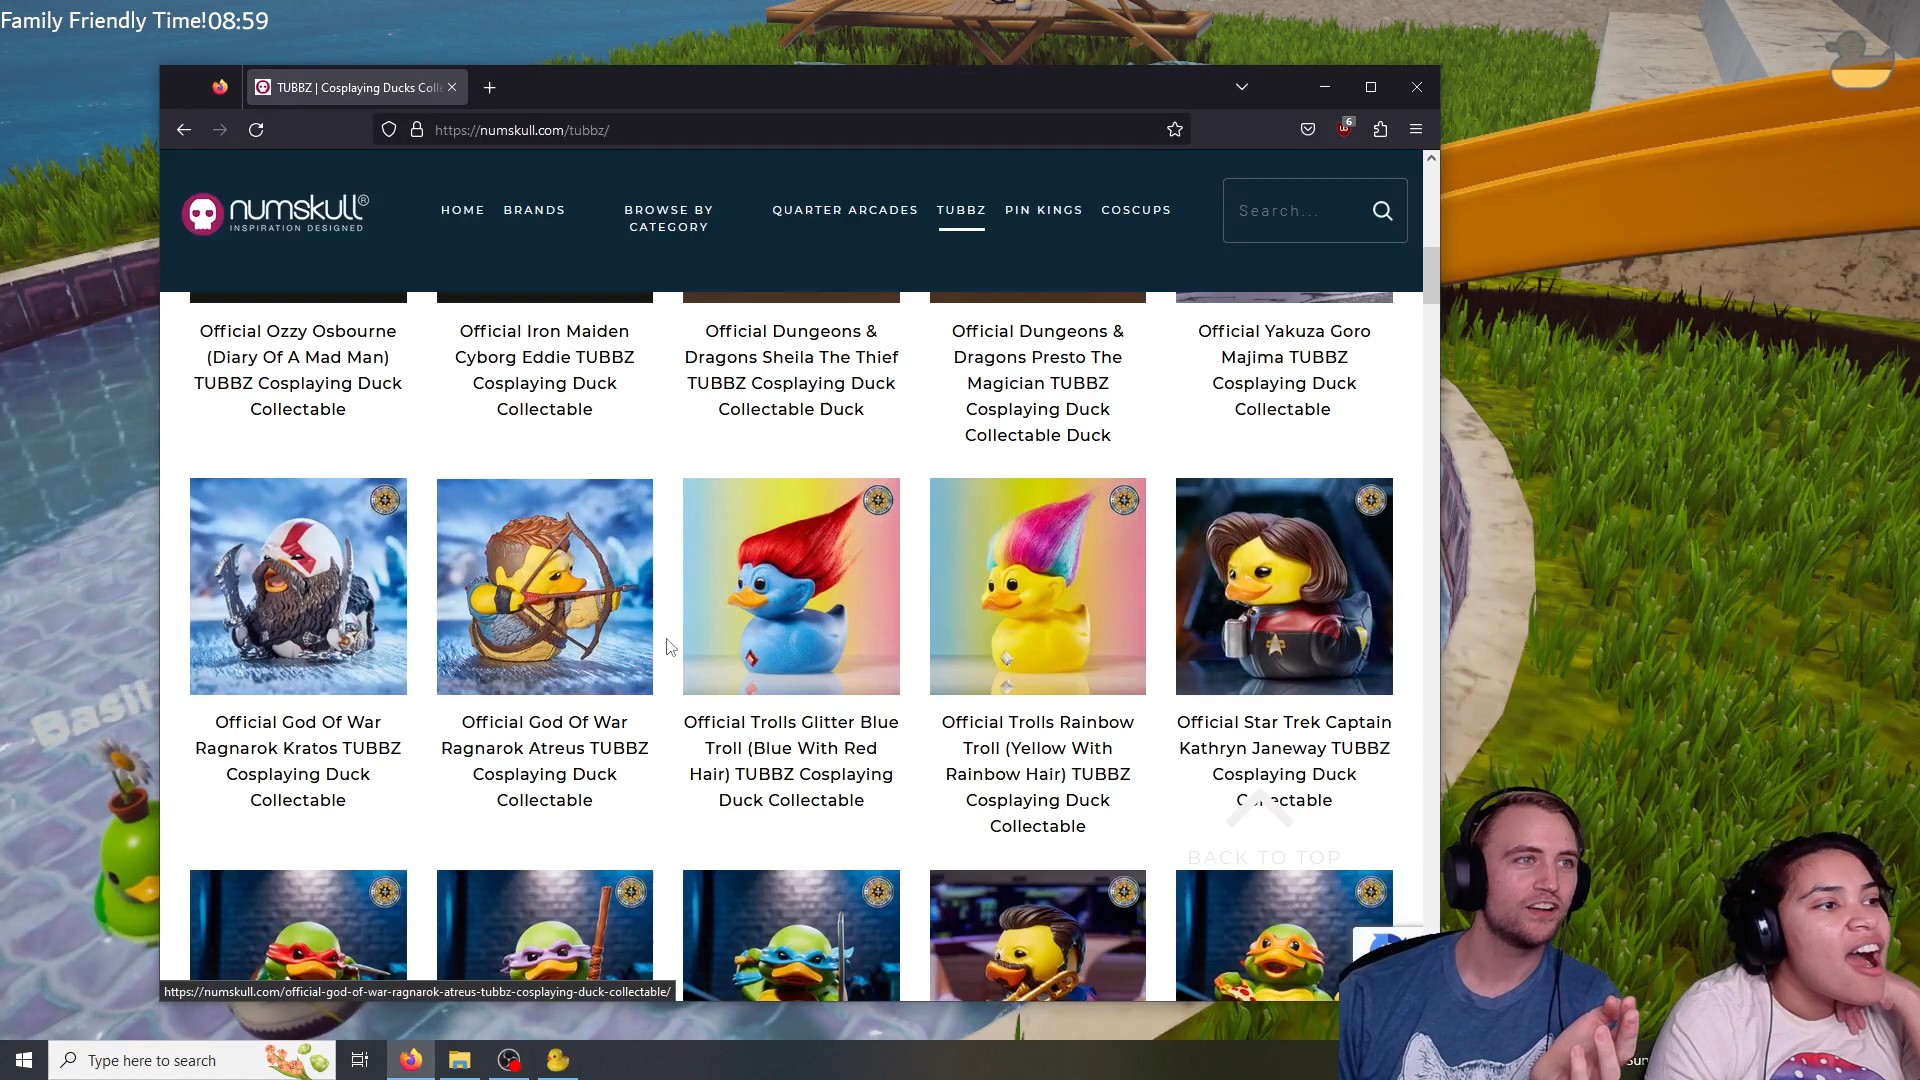 Family Friendly Time!08:59
TUBBZ | Cosplaying Ducks Coll
6
https://numskull.com/tubbz/
numskull®
INSPIRATION DESIGNED
HOME
BRANDS
BROWSE BY
CATEGORY
QUARTER ARCADES
TUBBZ
PIN KINGS
COSCUPS
Search...
Official Ozzy Osbourne
(Diary Of A Mad Man)
TUBBZ Cosplaying Duck
Collectable
Official Iron Maiden
Cyborg Eddie TUBBZ
Cosplaying Duck
Collectable
Official Dungeons &
Dragons Sheila The Thief
TUBBZ Cosplaying Duck
Collectable Duck
Official Dungeons &
Dragons Presto The
Magician TUBBZ
Cosplaying Duck
Collectable Duck
Official Yakuza Goro
Majima TUBBZ
Cosplaying Duck
Collectable
Official God Of War
Ragnarok Kratos TUBBZ
Cosplaying Duck
Collectable
Official God Of War
Ragnarok Atreus TUBBZ
Cosplaying Duck
Collectable
Official Trolls Glitter Blue
Troll (Blue With Red
Hair) TUBBZ Cosplaying
Duck Collectable
Official Trolls Rainbow
Troll (Yellow With
Rainbow Hair) TUBBZ
Cosplaying Duck
Collectable
Official Star Trek Captain
Kathryn Janeway TUBBZ
Cosplaying Duck
Collectable
BACK TO TOP
Basil
https://numskull.com/official-god-of-war-ragnarok-atreus-tubbz-cosplaying-duck-collectable/
Type here to search
Sun